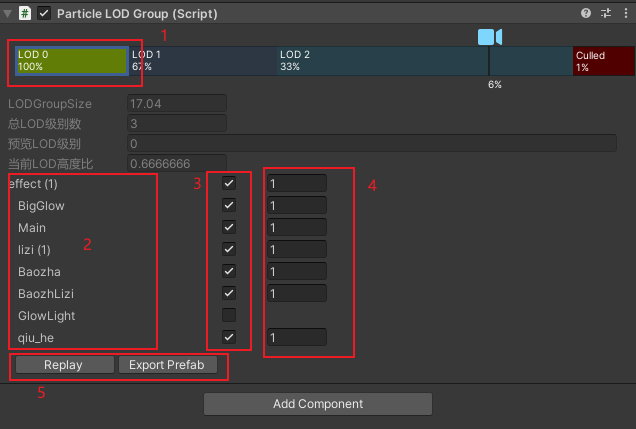 Particle LOD Group (Script)
1
LOD 0
100%
LOD 1
67%
LOD 2
33%
Culled
1%
6%
LODGroupSize 17.04
总LOD级别数 3
预览LOD级别 0
当前LOD高度比 0.6666666
effect (1) 1
3
4
BigGlow 1
Main 1
2
lizi (1) 1
Baozha 1
BaozhLizi 1
GlowLight
qiu_he 1
Replay Export Prefab
5
Add Component